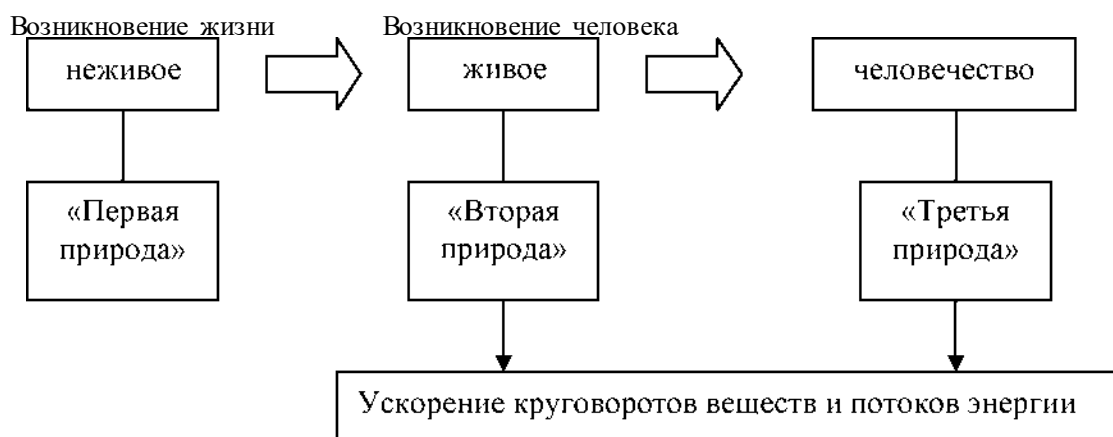 Возникновение жизни
Возникновение человека
неживое
живое
человечество
«Первая
природа»
«Вторая
природа»
«Третья
природа»
Ускорение круговоротов веществ и потоков энергии